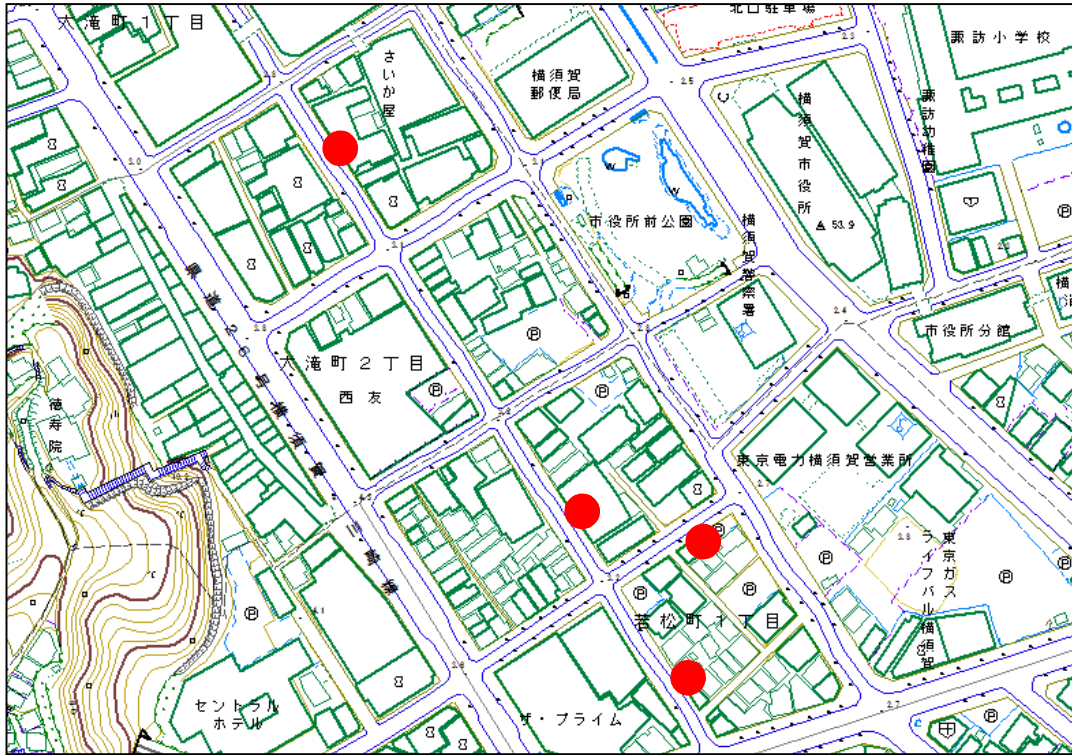 大滝町1丁目
さいか屋
横須賀
郵便局
北口駐車場
諏訪小学校
横須賀市役所
諏訪幼稚園
市役所前公園
横須賀警察署
53.9
市役所分館
県道26号横須賀三崎線
大滝町2丁目
西友
徳寿院
東京電力横須賀営業所
東京ガス
ライフバル横須賀
若松町1丁目
セントラル
ホテル
ザ・プライム